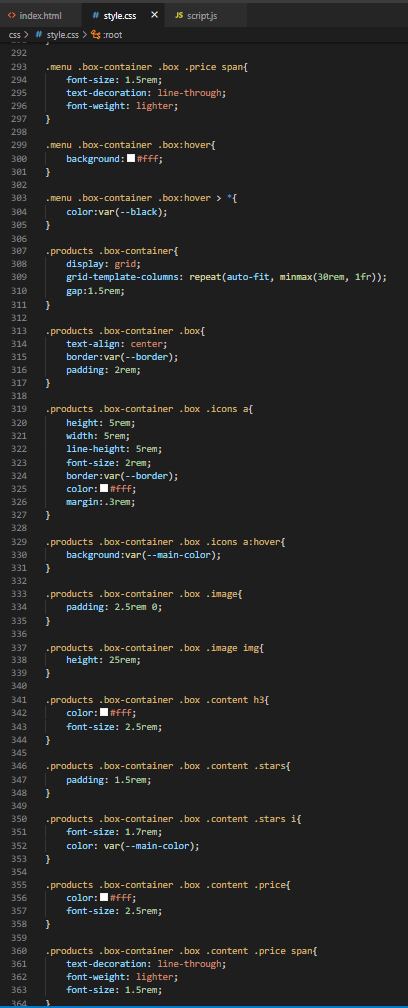 index.html
# style.css ×
JS script.js
css > # style.css > :root
292
293 .menu .box-container .box .price span{
294 font-size: 1.5rem;
295 text-decoration: line-through;
296 font-weight: lighter;
297 }
298
299 .menu .box-container .box:hover{
300 background:#fff;
301 }
302
303 .menu .box-container .box:hover > *{
304 color:var(--black);
305 }
306
307 .products .box-container{
308 display: grid;
309 grid-template-columns: repeat(auto-fit, minmax(30rem, 1fr));
310 gap:1.5rem;
311 }
312
313 .products .box-container .box{
314 text-align: center;
315 border:var(--border);
316 padding: 2rem;
317 }
318
319 .products .box-container .box .icons a{
320 height: 5rem;
321 width: 5rem;
322 line-height: 5rem;
323 font-size: 2rem;
324 border:var(--border);
325 color:#fff;
326 margin:.3rem;
327 }
328
329 .products .box-container .box .icons a:hover{
330 background:var(--main-color);
331 }
332
333 .products .box-container .box .image{
334 padding: 2.5rem 0;
335 }
336
337 .products .box-container .box .image img{
338 height: 25rem;
339 }
340
341 .products .box-container .box .content h3{
342 color:#fff;
343 font-size: 2.5rem;
344 }
345
346 .products .box-container .box .content .stars{
347 padding: 1.5rem;
348 }
349
350 .products .box-container .box .content .stars i{
351 font-size: 1.7rem;
352 color: var(--main-color);
353 }
354
355 .products .box-container .box .content .price{
356 color:#fff;
357 font-size: 2.5rem;
358 }
359
360 .products .box-container .box .content .price span{
361 text-decoration: line-through;
362 font-weight: lighter;
363 font-size: 1.5rem;
364 }